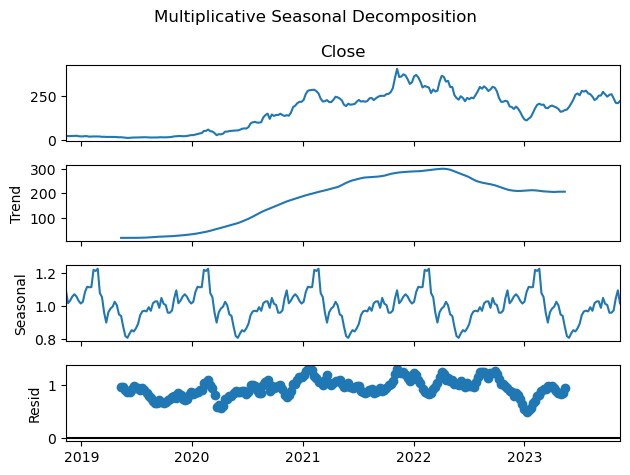 Multiplicative Seasonal Decomposition
Close
250
0
Trend
300
200
100
Seasonal
1.2
1.0
0.8
Resid
1
0
2019 2020 2021 2022 2023